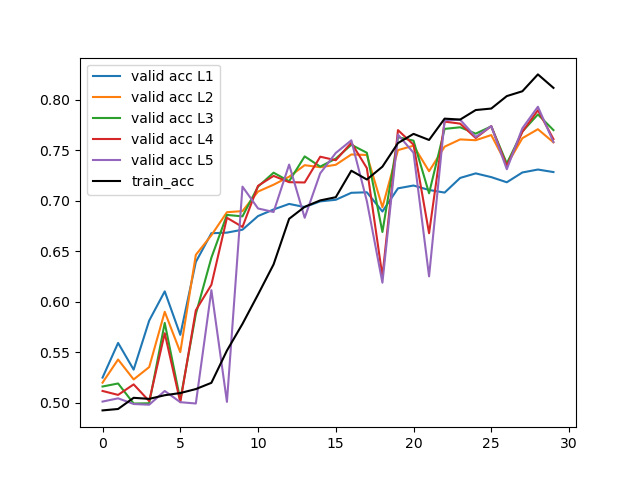 valid acc L1
valid acc L2
valid acc L3
valid acc L4
valid acc L5
train_acc
0.80
0.75
0.70
0.65
0.60
0.55
0.50
0 5 10 15 20 25 30